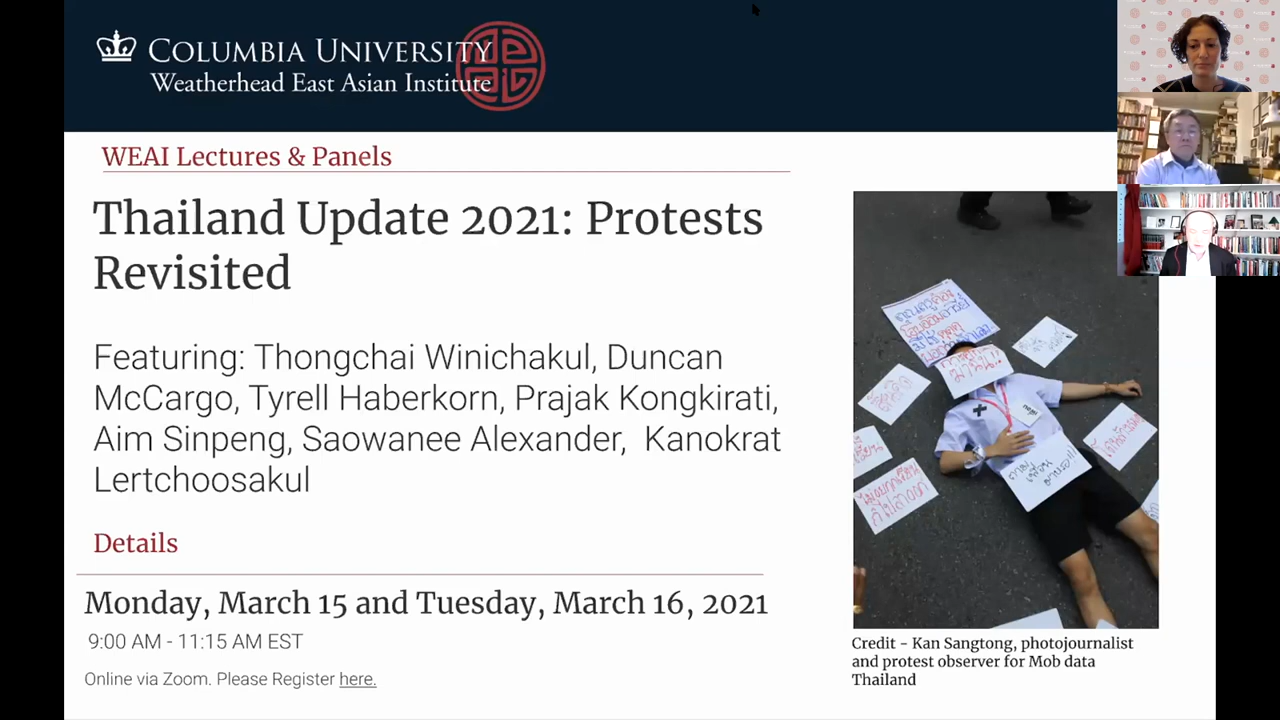 COLUMBIA UNIVERSITY
Weatherhead East Asian Institute
WEAI Lectures & Panels
Thailand Update 2021: Protests
Revisited
Featuring: Thongchai Winichakul, Duncan
McCargo, Tyrell Haberkorn, Prajak Kongkirati,
Aim Sinpeng, Saowanee Alexander, Kanokrat
Lertchoosakul
Details
Monday, March 15 and Tuesday, March 16, 2021
9:00 AM - 11:15 AM EST
Online via Zoom. Please Register here.
Credit - Kan Sangtong, photojournalist
and protest observer for Mob data
Thailand